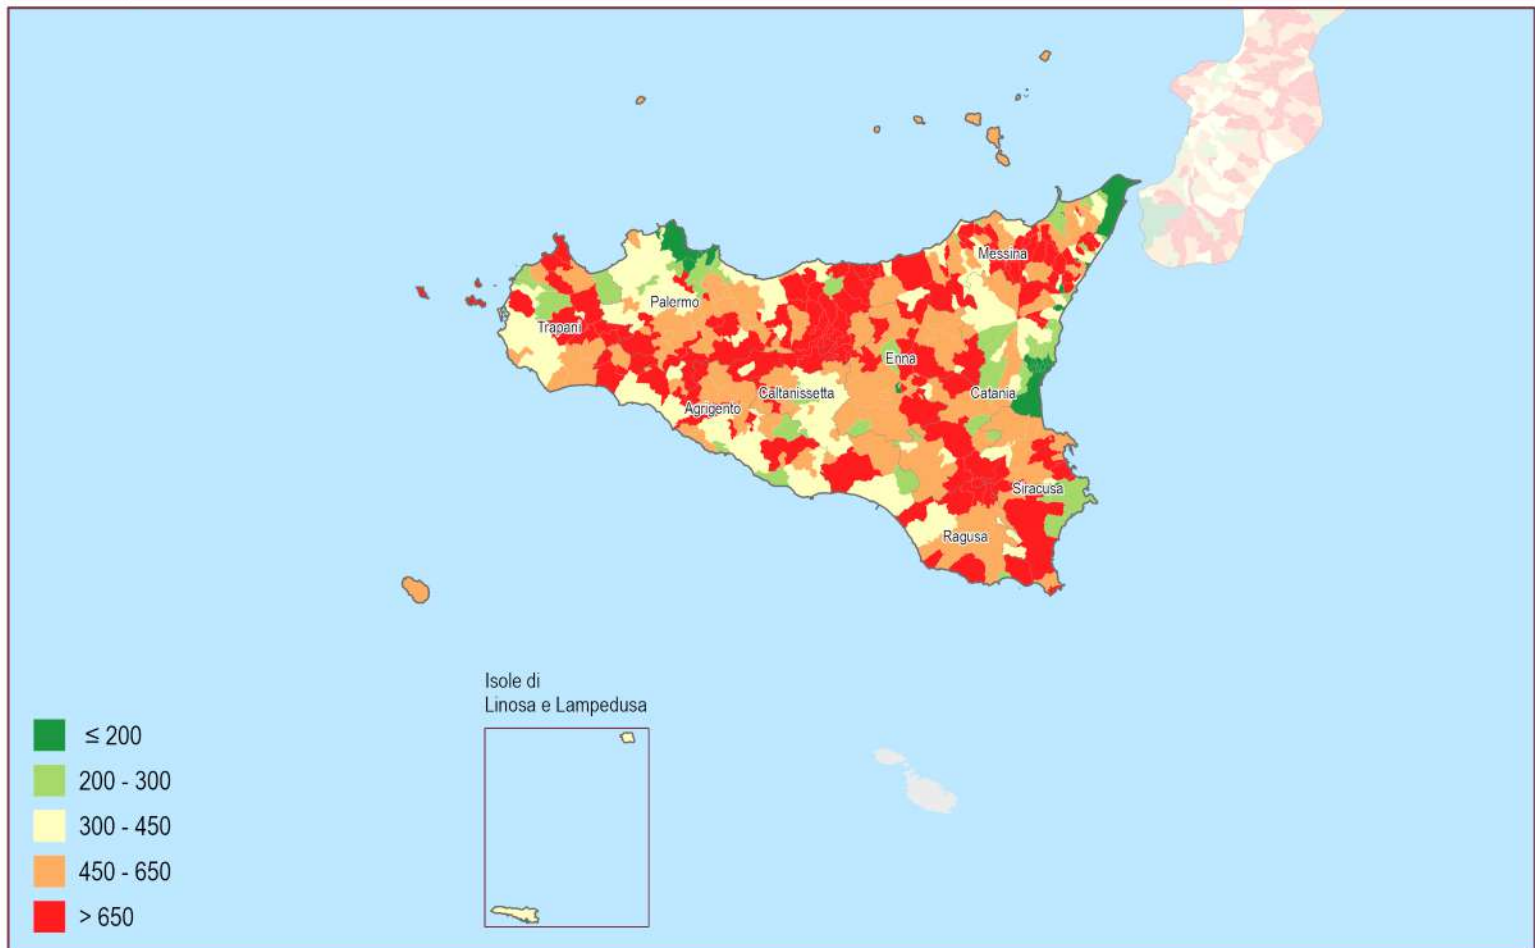 Messina
Palermo
Trapani
Enna
Caltanissetta
Catania
Agrigento
Siracusa
Ragusa
Isole di
Linosa e Lampedusa
≤ 200
200 - 300
300 - 450
450 - 650
> 650